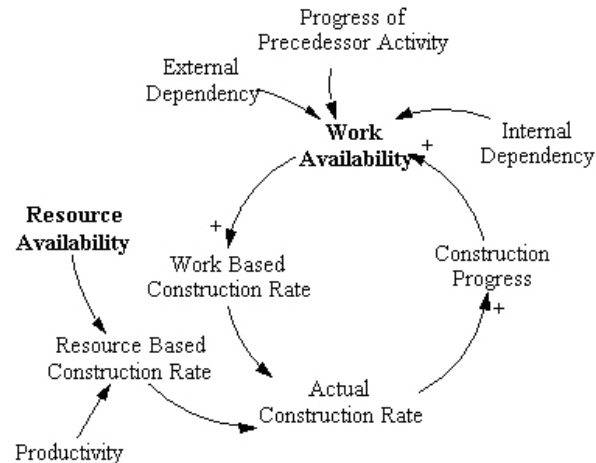 Progress of
Precedessor Activity
External
Dependency
Work
Availability
+
Internal
Dependency
Resource
Availability
+
Work Based
Construction Rate
Construction
Progress
+
Resource Based
Construction Rate
Actual
Construction Rate
Productivity